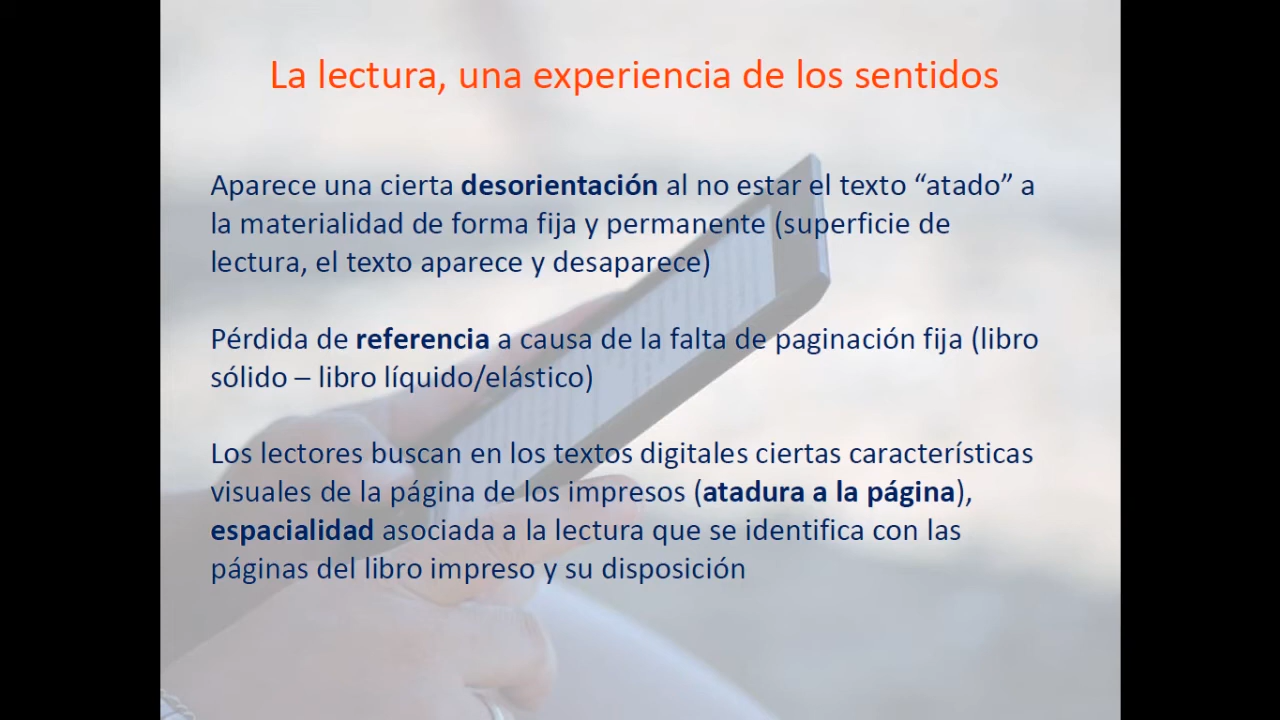 La lectura, una experiencia de los sentidos
Aparece una cierta desorientación al no estar el texto “atado” a
la materialidad de forma fija y permanente (superficie de
lectura, el texto aparece y desaparece)
Pérdida de referencia a causa de la falta de paginación fija (libro
sólido – libro líquido/elástico)
Los lectores buscan en los textos digitales ciertas características
visuales de la página de los impresos (atadura a la página),
espacialidad asociada a la lectura que se identifica con las
páginas del libro impreso y su disposición